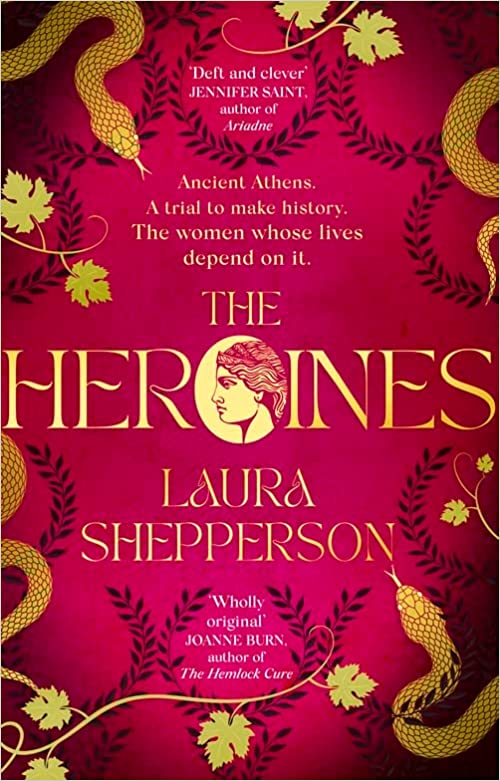 'Deft and clever'
JENNIFER SAINT,
author of
Ariadne
Ancient Athens.
A trial to make history.
The women whose lives
depend on it.
THE
HEROINES
LAURA
SHEPPERSON
'Wholly
original'
JOANNE BURN,
author of
The Hemlock Cure